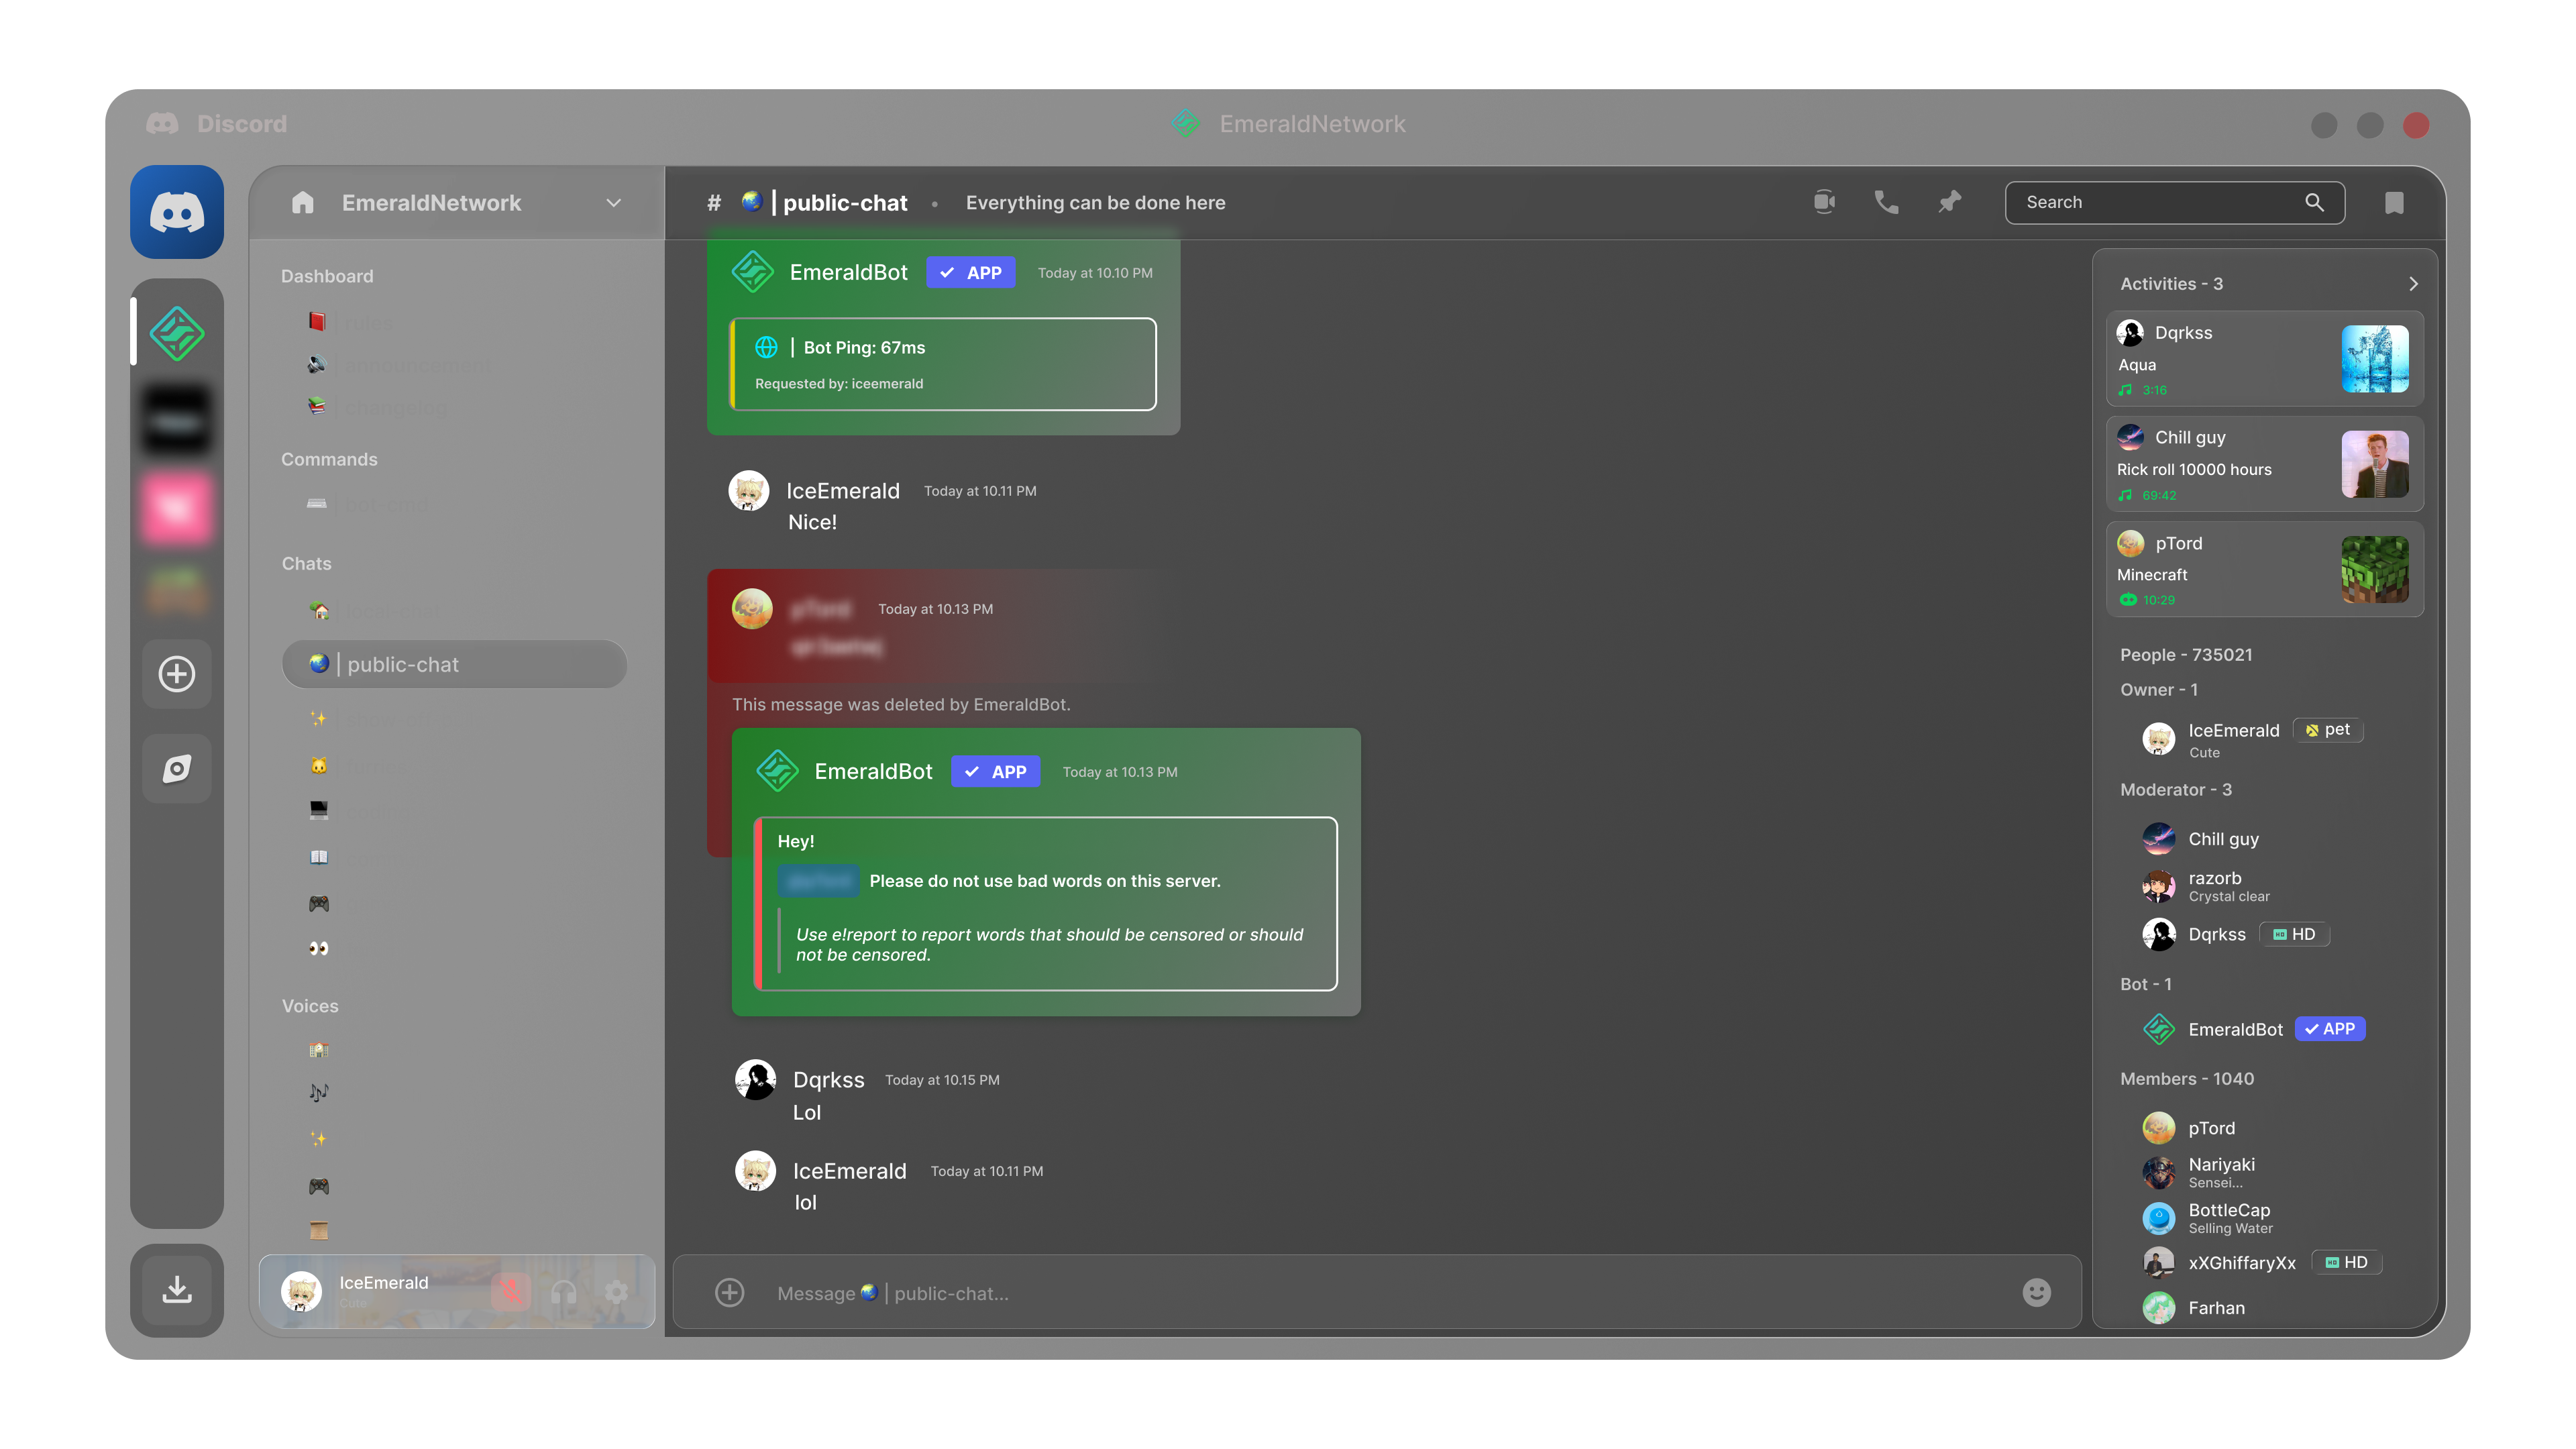 Discord
EmeraldNetwork
EmeraldNetwork
# | public-chat • Everything can be done here
Search
Dashboard
| rules
| announcement
| changelog
Commands
| bot-cmd
Chats
| public-chat
Voices
IceEmerald
Cute
EmeraldBot APP Today at 10.10 PM
| Bot Ping: 67ms
Requested by: iceemerald
IceEmerald Today at 10.11 PM
Nice!
pTord Today at 10.13 PM
This message was deleted by EmeraldBot.
EmeraldBot APP Today at 10.13 PM
Hey!
Please do not use bad words on this server.
Use e!report to report words that should be censored or should
not be censored.
Dqrkss Today at 10.15 PM
Lol
IceEmerald Today at 10.11 PM
lol
Message | public-chat...
Activities - 3
Dqrkss
Aqua
3:16
Chill guy
Rick roll 10000 hours
69:42
pTord
Minecraft
10:29
People - 735021
Owner - 1
IceEmerald pet
Cute
Moderator - 3
Chill guy
razorb
Crystal clear
Dqrkss HD
Bot - 1
EmeraldBot APP
Members - 1040
pTord
Nariyaki
Sensei...
BottleCap
Selling Water
xXGhiffaryXx HD
Farhan